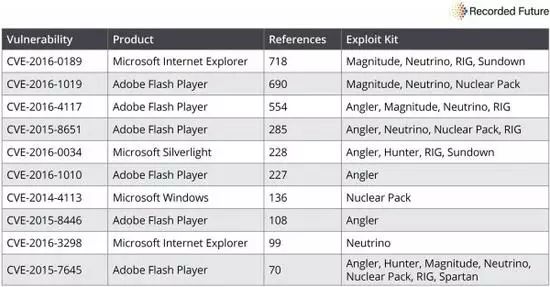 Recorded Future
Vulnerability Product References Exploit Kit
CVE-2016-0189 Microsoft Internet Explorer 718 Magnitude, Neutrino, RIG, Sundown
CVE-2016-1019 Adobe Flash Player 690 Magnitude, Neutrino, Nuclear Pack
CVE-2016-4117 Adobe Flash Player 554 Angler, Magnitude, Neutrino, RIG
CVE-2015-8651 Adobe Flash Player 285 Angler, Neutrino, Nuclear Pack, RIG
CVE-2016-0034 Microsoft Silverlight 228 Angler, Hunter, RIG, Sundown
CVE-2016-1010 Adobe Flash Player 227 Angler
CVE-2014-4113 Microsoft Windows 136 Nuclear Pack
CVE-2015-8446 Adobe Flash Player 108 Angler
CVE-2016-3298 Microsoft Internet Explorer 99 Neutrino
CVE-2015-7645 Adobe Flash Player 70 Angler, Hunter, Magnitude, Neutrino,
Nuclear Pack, RIG, Spartan